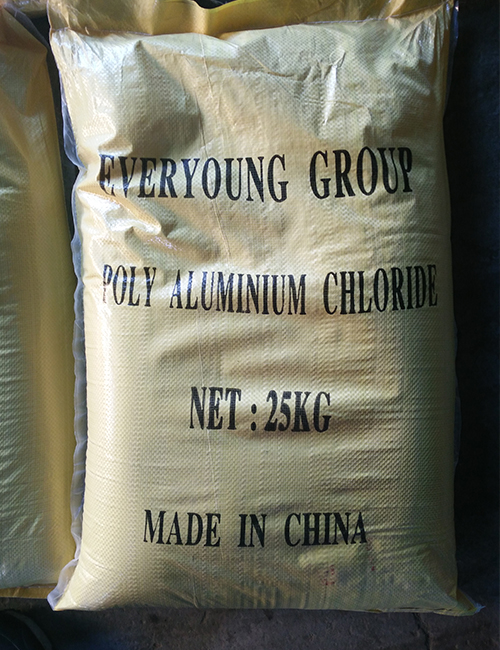 EVERYOUNG GROUP
POLY ALUMINIUM CHLORIDE
NET : 25KG
MADE IN CHINA